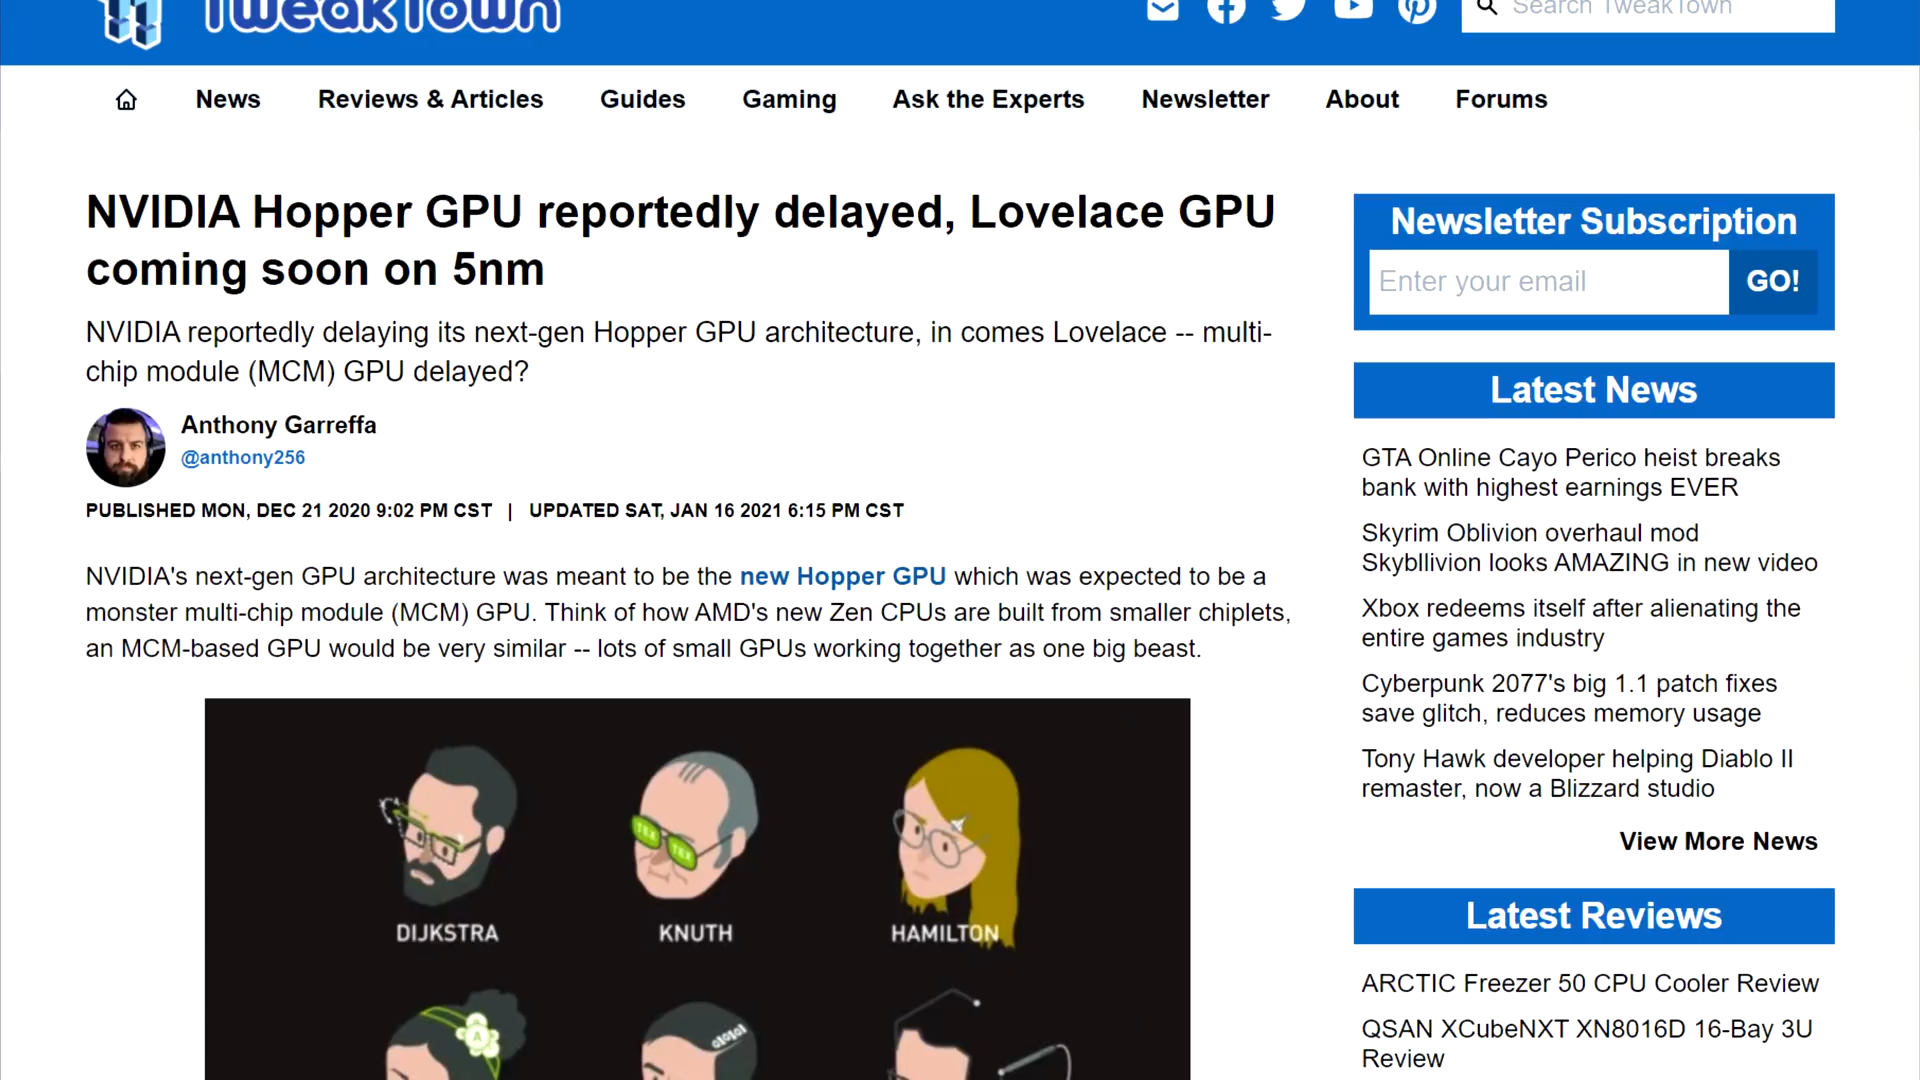 TweakTown
Search TweakTown
News
Reviews & Articles
Guides
Gaming
Ask the Experts
Newsletter
About
Forums
NVIDIA Hopper GPU reportedly delayed, Lovelace GPU
coming soon on 5nm
NVIDIA reportedly delaying its next-gen Hopper GPU architecture, in comes Lovelace -- multi-
chip module (MCM) GPU delayed?
Anthony Garreffa
@anthony256
PUBLISHED MON, DEC 21 2020 9:02 PM CST | UPDATED SAT, JAN 16 2021 6:15 PM CST
NVIDIA's next-gen GPU architecture was meant to be the new Hopper GPU which was expected to be a
monster multi-chip module (MCM) GPU. Think of how AMD's new Zen CPUs are built from smaller chiplets,
an MCM-based GPU would be very similar -- lots of small GPUs working together as one big beast.
TEX TEX
DIJKSTRA
KNUTH
HAMILTON
A
Newsletter Subscription
Enter your email
GO!
Latest News
GTA Online Cayo Perico heist breaks
bank with highest earnings EVER
Skyrim Oblivion overhaul mod
Skybllivion looks AMAZING in new video
Xbox redeems itself after alienating the
entire games industry
Cyberpunk 2077's big 1.1 patch fixes
save glitch, reduces memory usage
Tony Hawk developer helping Diablo II
remaster, now a Blizzard studio
View More News
Latest Reviews
ARCTIC Freezer 50 CPU Cooler Review
QSAN XCubeNXT XN8016D 16-Bay 3U
Review